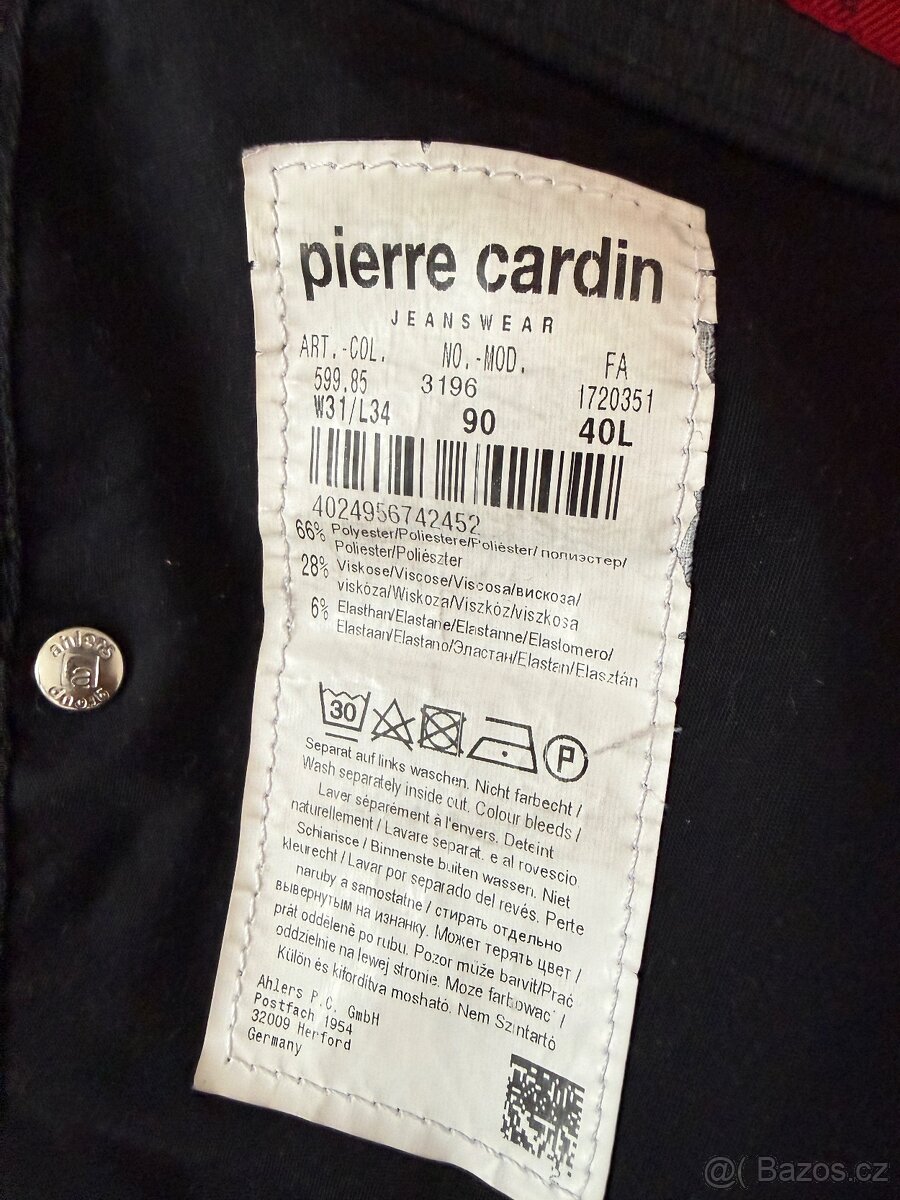 pierre cardin
JEANSWEAR
ART.-COL. NO.-MOD. FA
599.85 3196 1720351
W31/L34 90 40L
4024956742452
66% Polyester/Poliestere/Poliéster/ полиэстер/
Poliester/Poliészter
28% Viskose/Viscose/Viscosa/вискоза/
viskóza/Wiskoza/Viszkóz/viszkosa
6% Elasthan/Elastane/Elastanne/Elastomero/
Elastaan/Elastano/Эластан/Elastan/Elasztán
30
P
Separat auf links waschen. Nicht farbecht /
Wash separately inside out. Colour bleeds /
Laver séparément à l'envers. Deteint
naturellement / Lavare separat. e al rovescio
Schiarisce / Binnenste buiten wassen. Niet
kleurecht / Lavar por separado del revés. Perte
naruby a samostatne / стирать отдельно
вывернутым на изнанку. Может терять цвет /
prát odděleně po rubu. Pozor může barvit/Prać
oddzielnie na lewej stronie. Moze farbować /
Külön és kifordítva mosható. Nem Színtartó
Ahlers P.C. GmbH
Postfach 1954
32009 Herford
Germany
ahlers
a
group
@( Bazos.cz